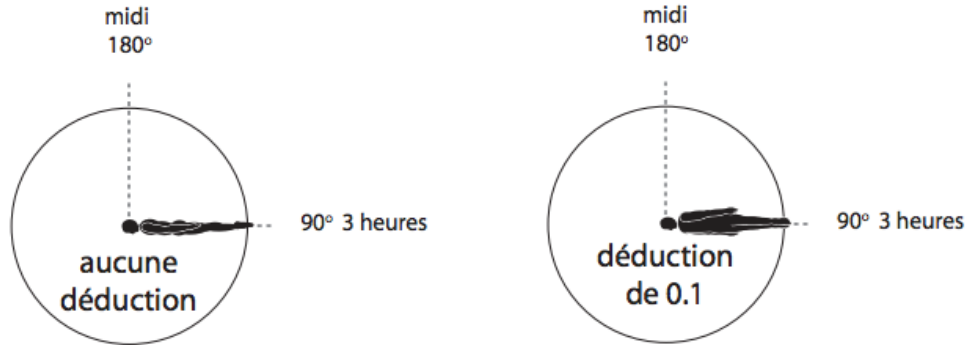 midi
180°
90° 3 heures
aucune
déduction
midi
180°
90° 3 heures
déduction
de 0.1